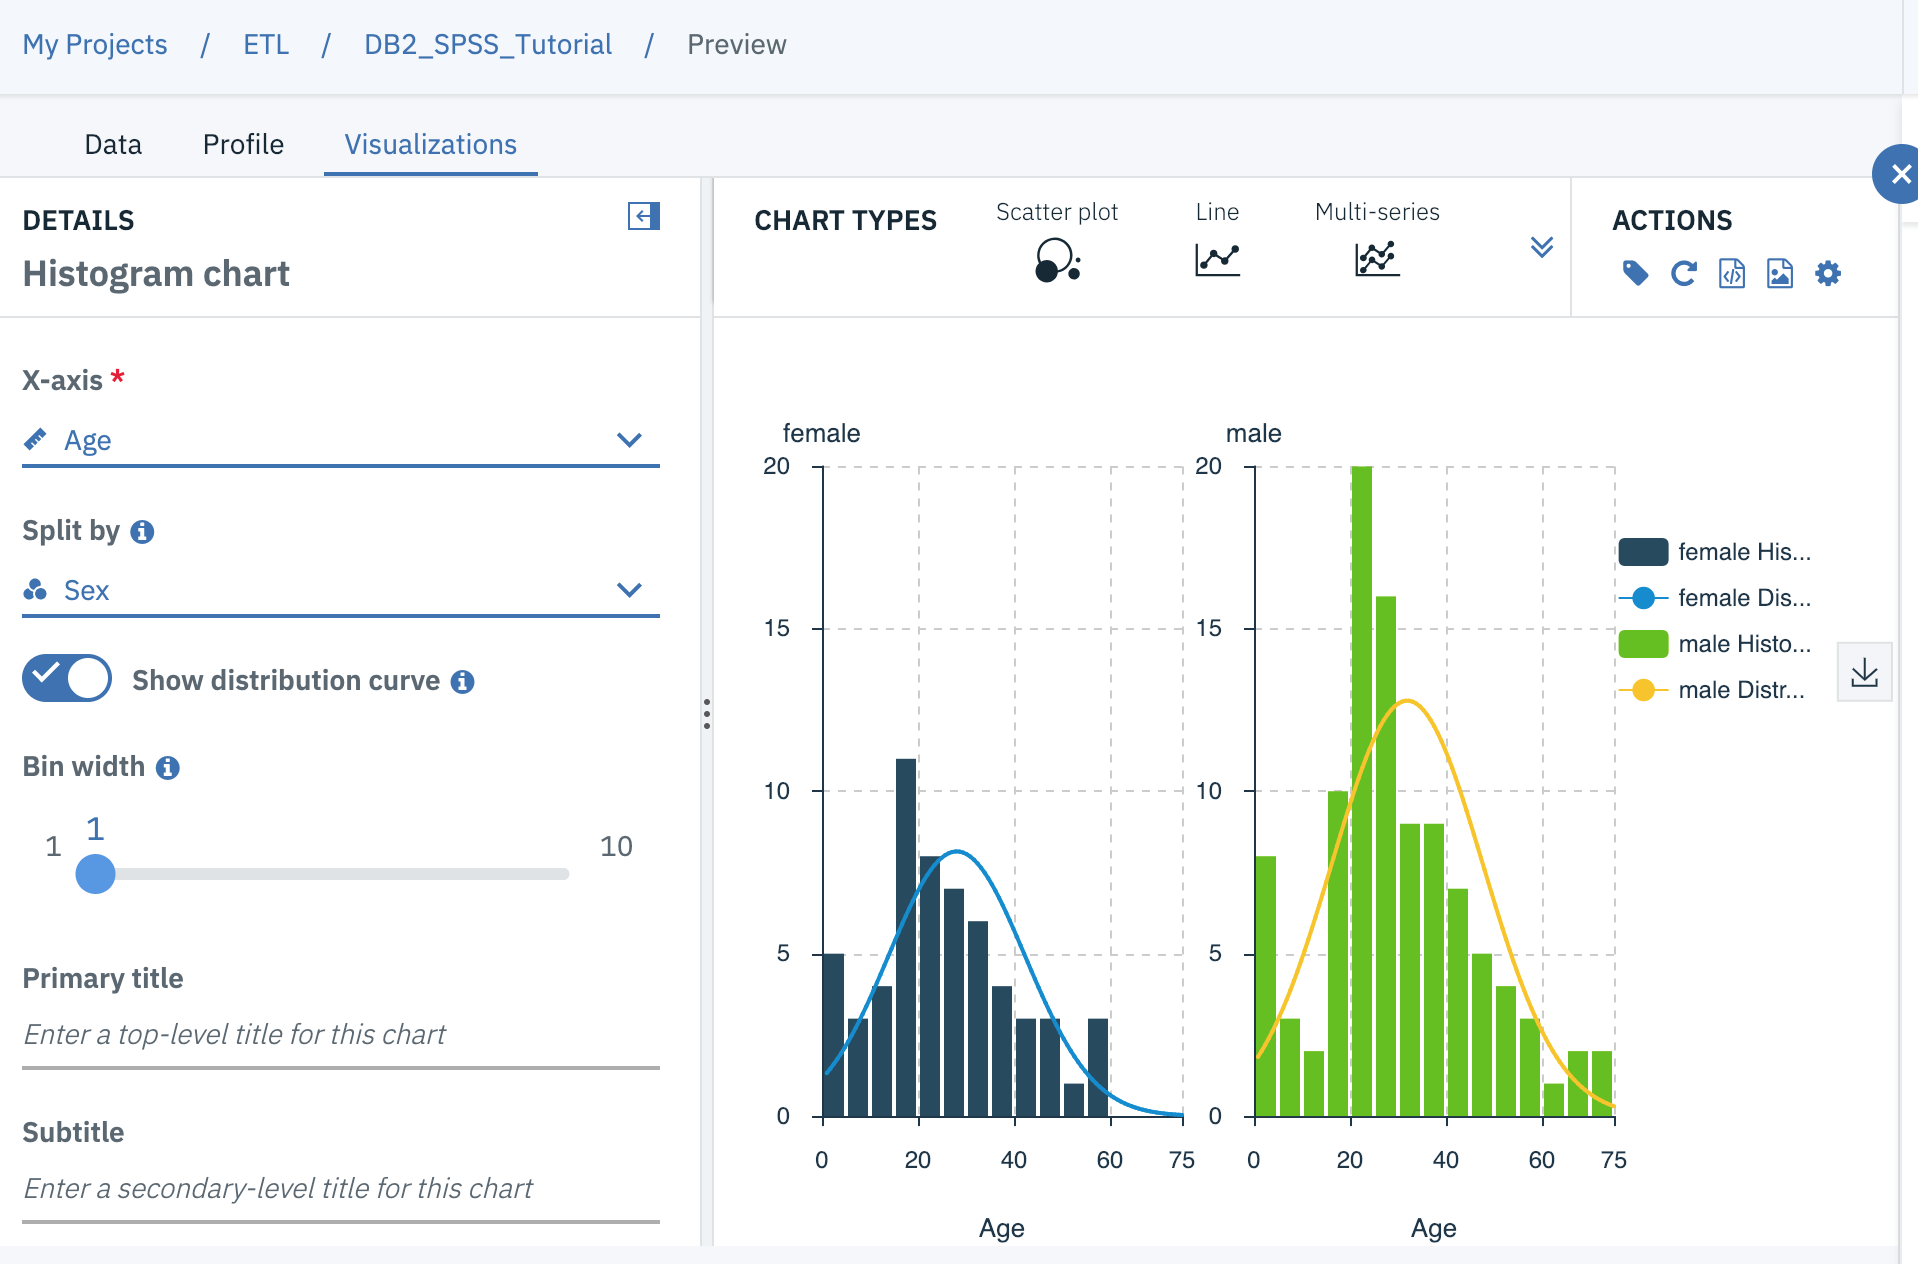 My Projects / ETL / DB2_SPSS_Tutorial / Preview
Data Profile Visualizations
DETAILS
Histogram chart
X-axis *
Age
Split by
Sex
Show distribution curve
Bin width
1 1 10
Primary title
Enter a top-level title for this chart
Subtitle
Enter a secondary-level title for this chart
CHART TYPES
Scatter plot
Line
Multi-series
ACTIONS
female
20
15
10
5
0
0 20 40 60 75
Age
male
20
15
10
5
0
0 20 40 60 75
Age
female His...
female Dis...
male Histo...
male Distr...